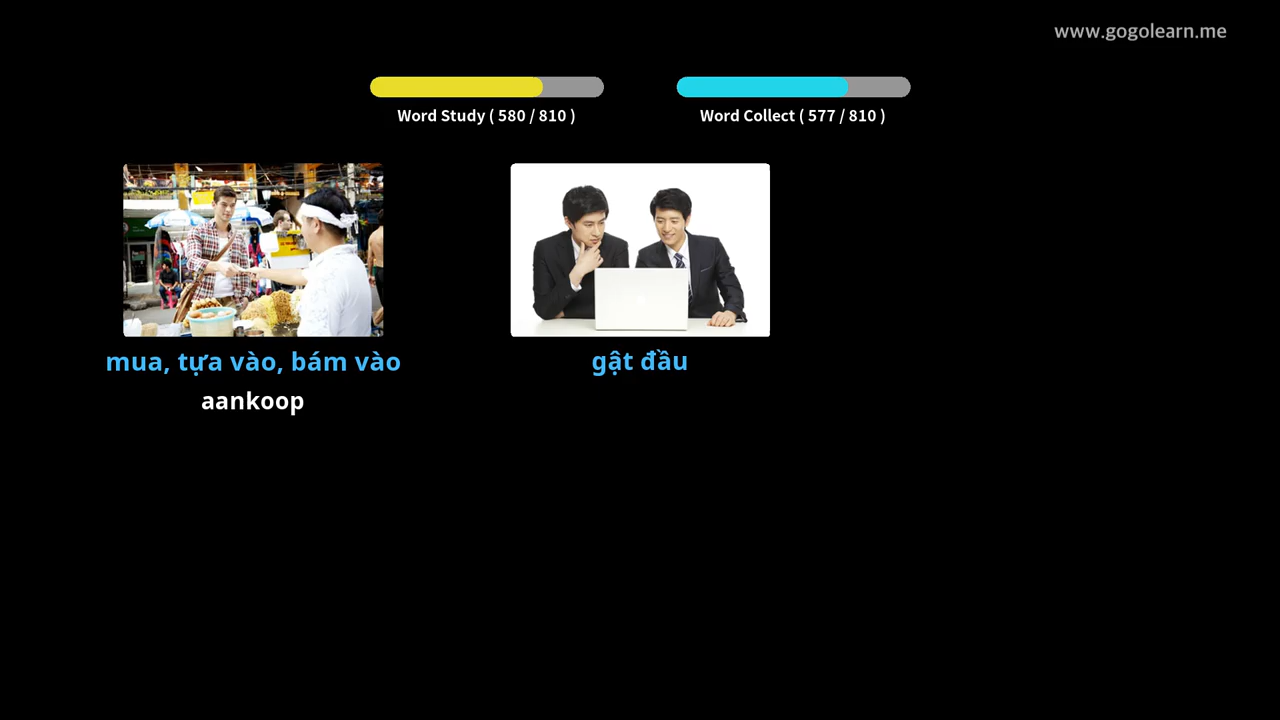 www.gogolearn.me
Word Study ( 580 / 810 )
Word Collect ( 577 / 810 )
mua, tựa vào, bám vào
aankoop
gật đầu